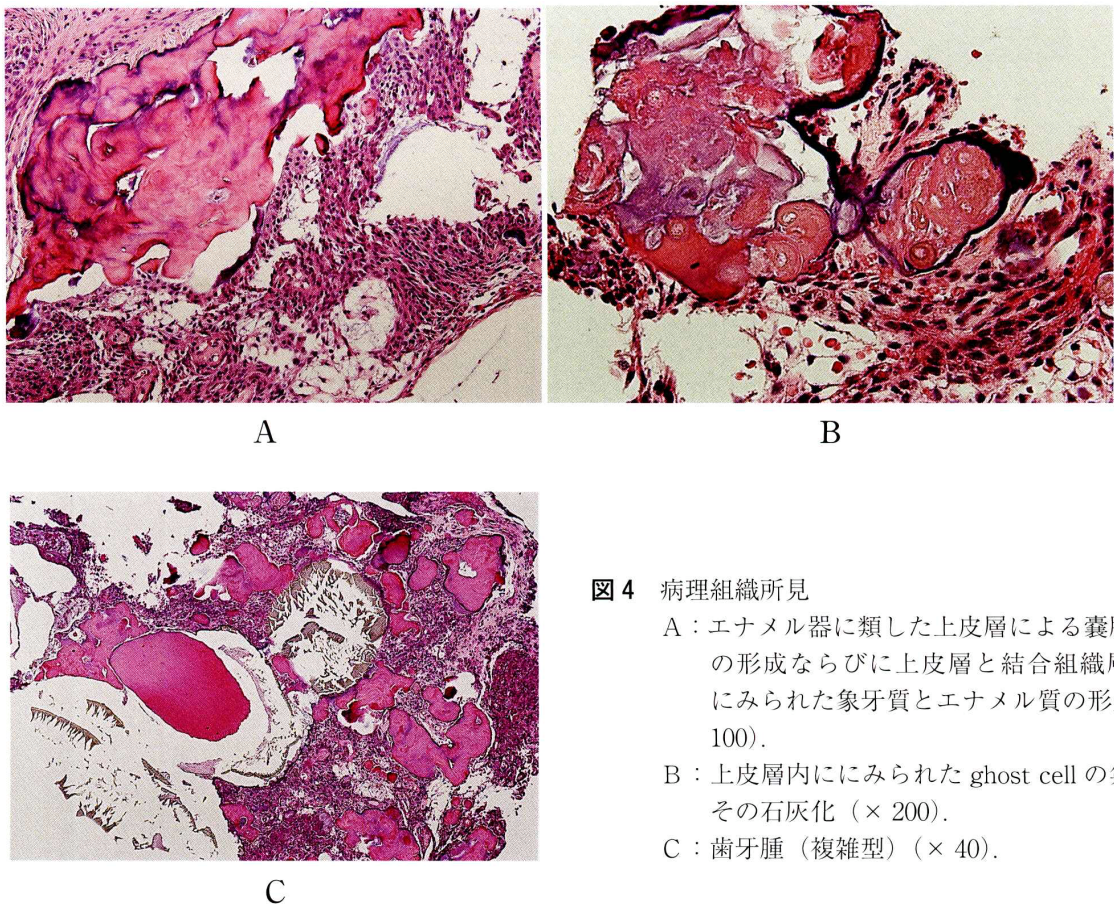 A
B
C
図 4 病理組織所見
A：エナメル器に類した上皮層による嚢
の形成ならびに上皮層と結合組織
にみられた象牙質とエナメル質の形
100).
B：上皮層内ににみられた ghost cell の
その石灰化 (× 200).
C：歯牙腫（複雑型）(× 40).